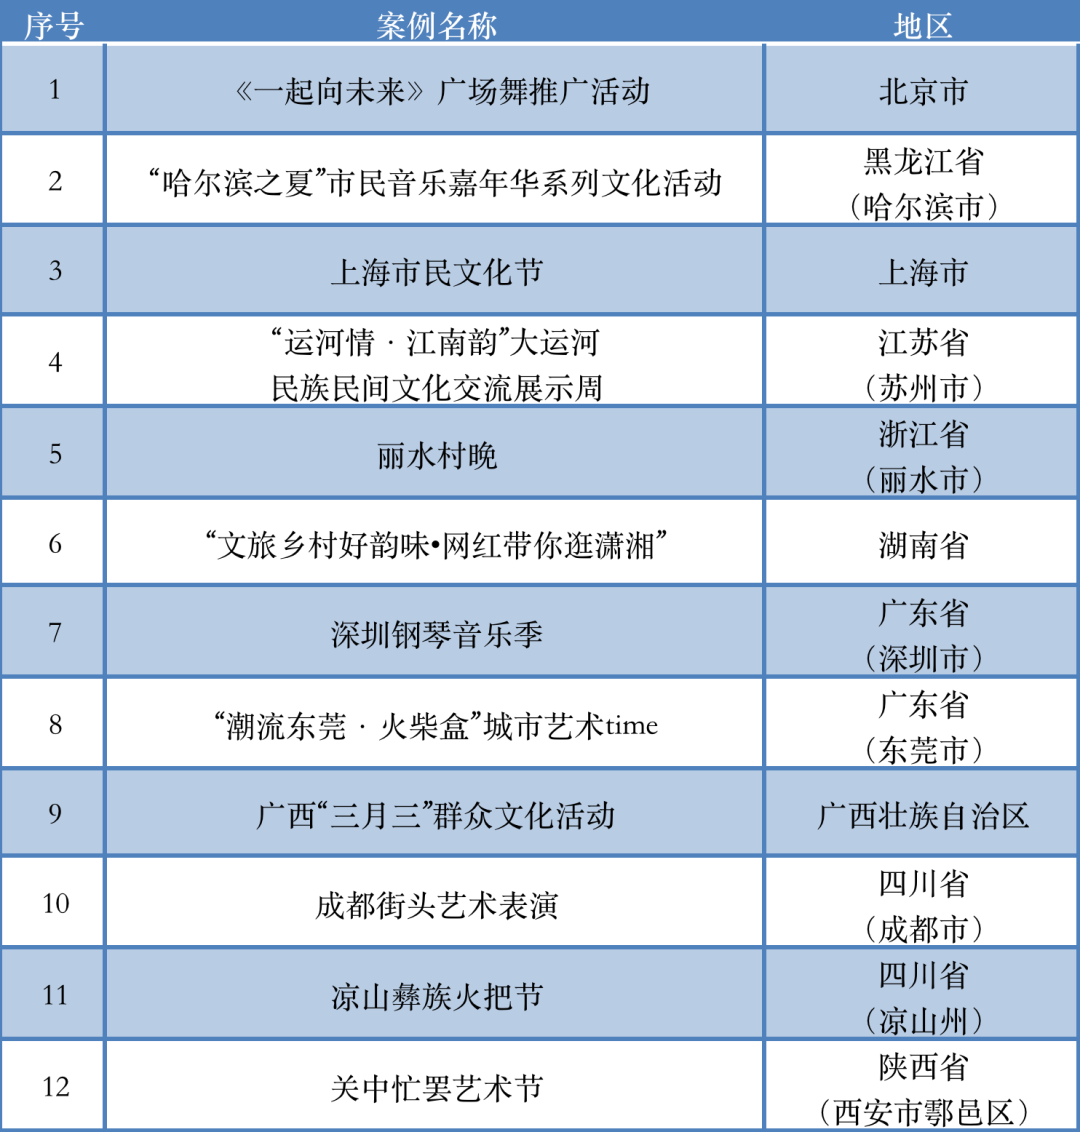 序号 案例名称 地区
1 《一起向未来》广场舞推广活动 北京市
2 “哈尔滨之夏”市民音乐嘉年华系列文化活动 黑龙江省
（哈尔滨市）
3 上海市民文化节 上海市
4 “运河情·江南韵”大运河
民族民间文化交流展示周 江苏省
（苏州市）
5 丽水村晚 浙江省
（丽水市）
6 “文旅乡村好韵味•网红带你逛潇湘” 湖南省
7 深圳钢琴音乐季 广东省
（深圳市）
8 “潮流东莞·火柴盒”城市艺术time 广东省
（东莞市）
9 广西“三月三”群众文化活动 广西壮族自治区
10 成都街头艺术表演 四川省
（成都市）
11 凉山彝族火把节 四川省
（凉山州）
12 关中忙罢艺术节 陕西省
（西安市鄠邑区）